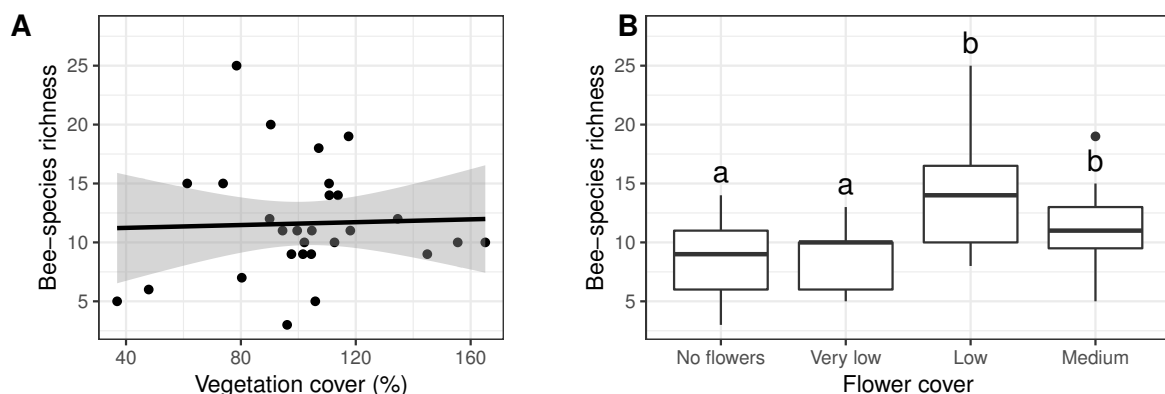 A
Bee−species richness
25
20
15
10
5
40 80 120 160
Vegetation cover (%)
B
Bee−species richness
25
20
15
10
5
a a b b
No flowers Very low Low Medium
Flower cover